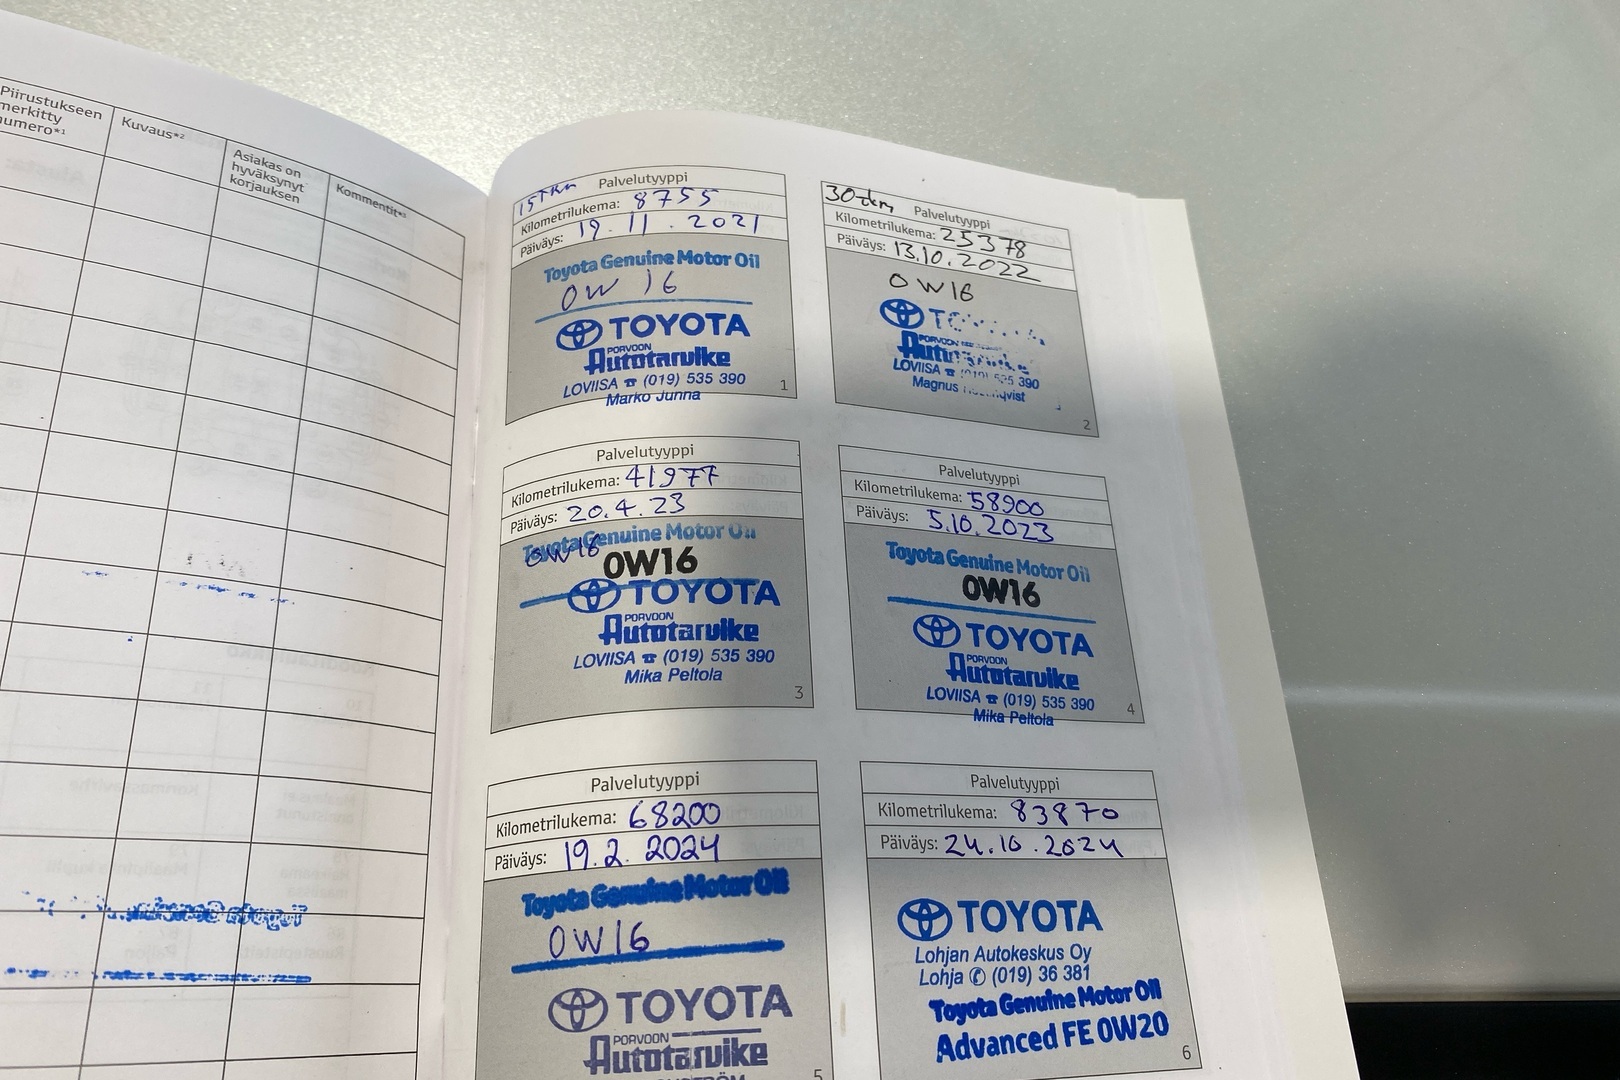 Piirustukseen
merkitty
numero*1
Kuvaus*2
Asiakas on
hyväksynyt
korjauksen
Kommentit*3
15Tkm Palvelutyyppi
Kilometrilukema: 8755
Päiväys: 19.11.2021
Toyota Genuine Motor Oil
0W16
TOYOTA
PORVOON
Autotarvike
LOVIISA ☎ (019) 535 390
Marko Junna
1
30tkm Palvelutyyppi
Kilometrilukema: 25378
Päiväys: 13.10.2022
0W16
TOYOTA
PORVOON
Autotarvike
LOVIISA ☎ (019) 535 390
Magnus
2
Palvelutyyppi
Kilometrilukema: 41977
Päiväys: 20.4.23
Toyota Genuine Motor Oil
0W16
0W16
TOYOTA
PORVOON
Autotarvike
LOVIISA ☎ (019) 535 390
Mika Peltola
3
Palvelutyyppi
Kilometrilukema: 58900
Päiväys: 5.10.2023
Toyota Genuine Motor Oil
0W16
TOYOTA
PORVOON
Autotarvike
LOVIISA ☎ (019) 535 390
Mika Peltola
4
Palvelutyyppi
Kilometrilukema: 68200
Päiväys: 19.2.2024
Toyota Genuine Motor Oil
0W16
TOYOTA
PORVOON
Autotarvike
5
Palvelutyyppi
Kilometrilukema: 83870
Päiväys: 24.10.2024
TOYOTA
Lohjan Autokeskus Oy
Lohja ✆ (019) 36 381
Toyota Genuine Motor Oil
Advanced FE 0W20
6